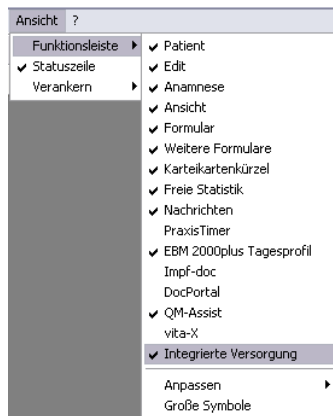 Ansicht ?
Funktionsleiste
Statuszeile
Verankern
Patient
Edit
Anamnese
Ansicht
Formular
Weitere Formulare
Karteikartenkürzel
Freie Statistik
Nachrichten
PraxisTimer
EBM 2000plus Tagesprofil
Impf-doc
DocPortal
QM-Assist
vita-X
Integrierte Versorgung
Anpassen
Große Symbole